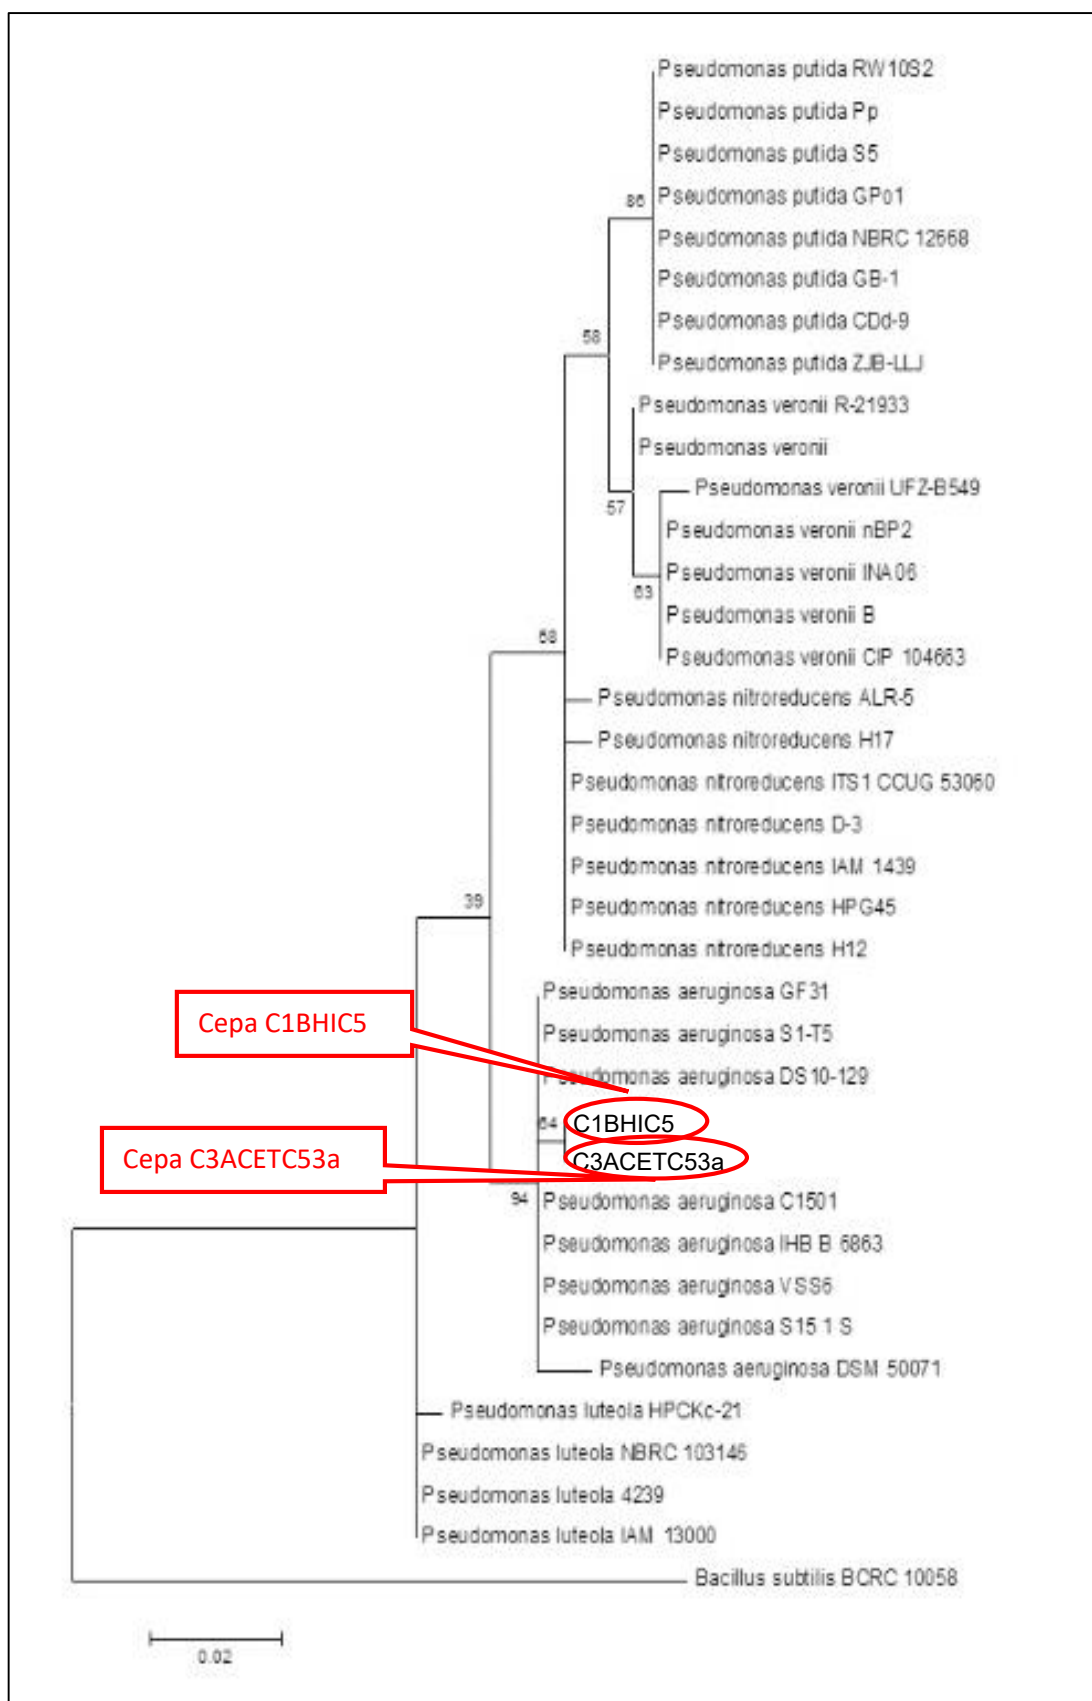 Pseudomonas putida RW10S2
Pseudomonas putida Pp
Pseudomonas putida S5
Pseudomonas putida GPo1
86
Pseudomonas putida NBRC 12668
Pseudomonas putida GB-1
Pseudomonas putida CDd-9
58
Pseudomonas putida ZJB-LLJ
Pseudomonas veronii R-21933
Pseudomonas veronii
Pseudomonas veronii UFZ-B549
57
Pseudomonas veronii nBP2
Pseudomonas veronii INA06
63
Pseudomonas veronii B
68
Pseudomonas veronii CIP 104663
Pseudomonas nitroreducens ALR-5
Pseudomonas nitroreducens H17
Pseudomonas nitroreducens ITS1 CCUG 53060
Pseudomonas nitroreducens D-3
Pseudomonas nitroreducens IAM 1439
39
Pseudomonas nitroreducens HPG45
Pseudomonas nitroreducens H12
Pseudomonas aeruginosa GF31
Cepa C1BHIC5
Pseudomonas aeruginosa S1-T5
Pseudomonas aeruginosa DS10-129
64
C1BHIC5
Cepa C3ACETC53a
C3ACETC53a
94
Pseudomonas aeruginosa C1501
Pseudomonas aeruginosa IHB B 6863
Pseudomonas aeruginosa VSS6
Pseudomonas aeruginosa S15 1 S
Pseudomonas aeruginosa DSM 50071
Pseudomonas luteola HPCKc-21
Pseudomonas luteola NBRC 103146
Pseudomonas luteola 4239
Pseudomonas luteola IAM 13000
Bacillus subtilis BCRC 10058
0.02